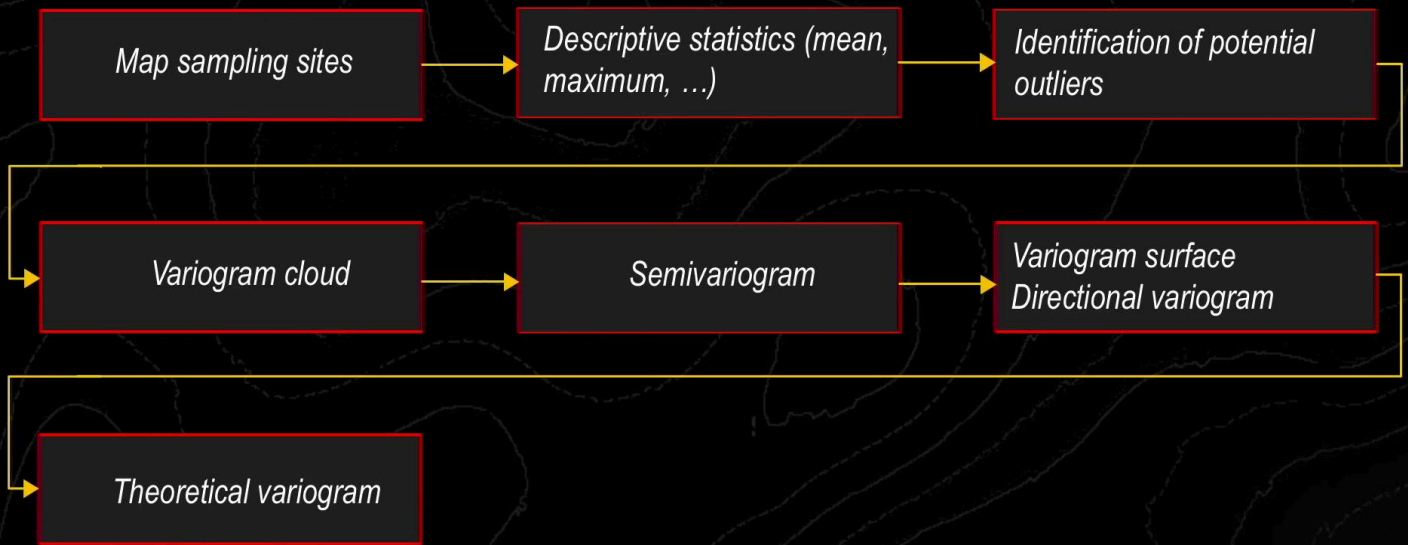 Map sampling sites
Descriptive statistics (mean,
maximum, …)
Identification of potential
outliers
Variogram cloud
Semivariogram
Variogram surface
Directional variogram
Theoretical variogram